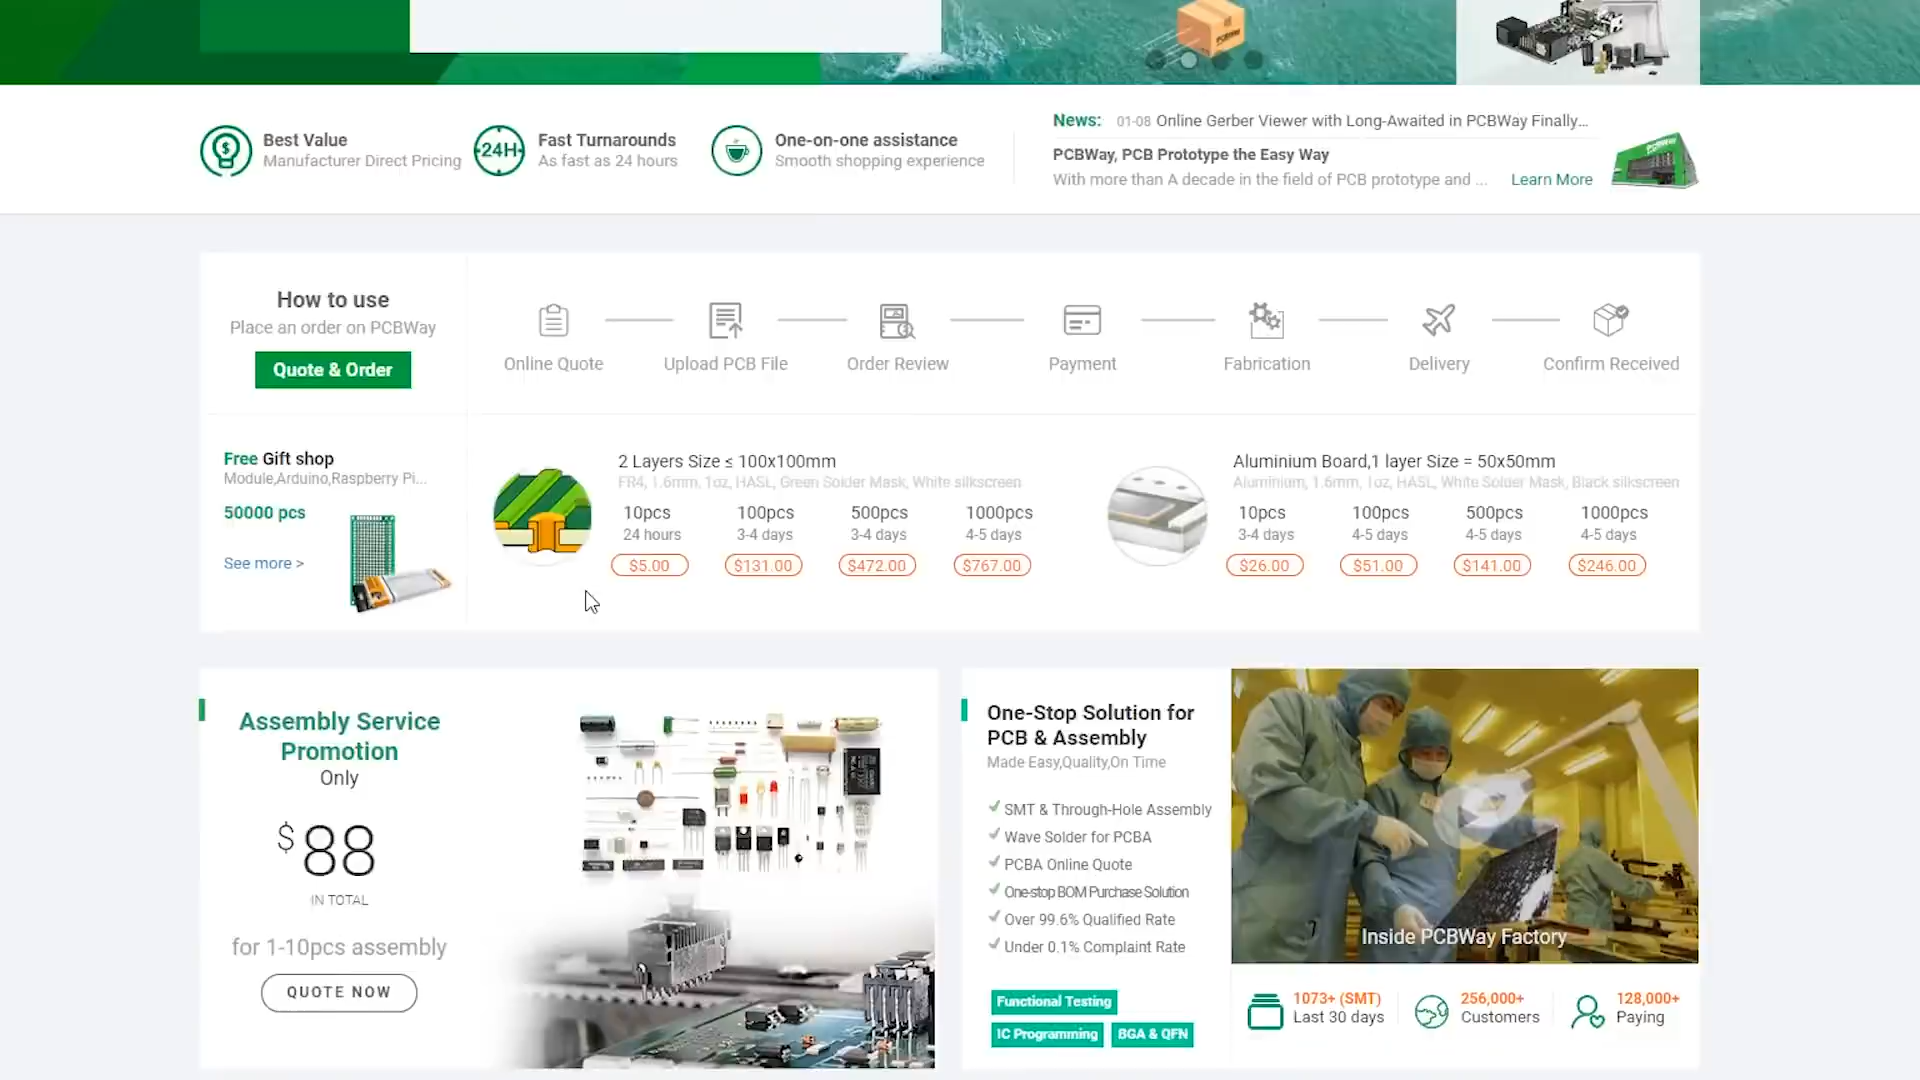 Best Value
Manufacturer Direct Pricing
24H
Fast Turnarounds
As fast as 24 hours
One-on-one assistance
Smooth shopping experience
News: 01-08 Online Gerber Viewer with Long-Awaited in PCBWay Finally...
PCBWay, PCB Prototype the Easy Way
With more than A decade in the field of PCB prototype and ... Learn More
How to use
Place an order on PCBWay
Quote & Order
Online Quote
Upload PCB File
Order Review
Payment
Fabrication
Delivery
Confirm Received
Free Gift shop
Module,Arduino,Raspberry Pi...
50000 pcs
See more >
2 Layers Size ≤ 100x100mm
FR4, 1.6mm, 1oz, HASL, Green Solder Mask, White silkscreen
10pcs 100pcs 500pcs 1000pcs
24 hours 3-4 days 3-4 days 4-5 days
$5.00 $131.00 $472.00 $767.00
Aluminium Board,1 layer Size = 50x50mm
Aluminium, 1.6mm, 1oz, HASL, White Solder Mask, Black silkscreen
10pcs 100pcs 500pcs 1000pcs
3-4 days 4-5 days 4-5 days 4-5 days
$26.00 $51.00 $141.00 $246.00
Assembly Service
Promotion
Only
$88
IN TOTAL
for 1-10pcs assembly
QUOTE NOW
One-Stop Solution for
PCB & Assembly
Made Easy,Quality,On Time
SMT & Through-Hole Assembly
Wave Solder for PCBA
PCBA Online Quote
One-stop BOM Purchase Solution
Over 99.6% Qualified Rate
Under 0.1% Complaint Rate
Functional Testing
IC Programming
BGA & QFN
Inside PCBWay Factory
1073+ (SMT)
Last 30 days
256,000+
Customers
128,000+
Paying